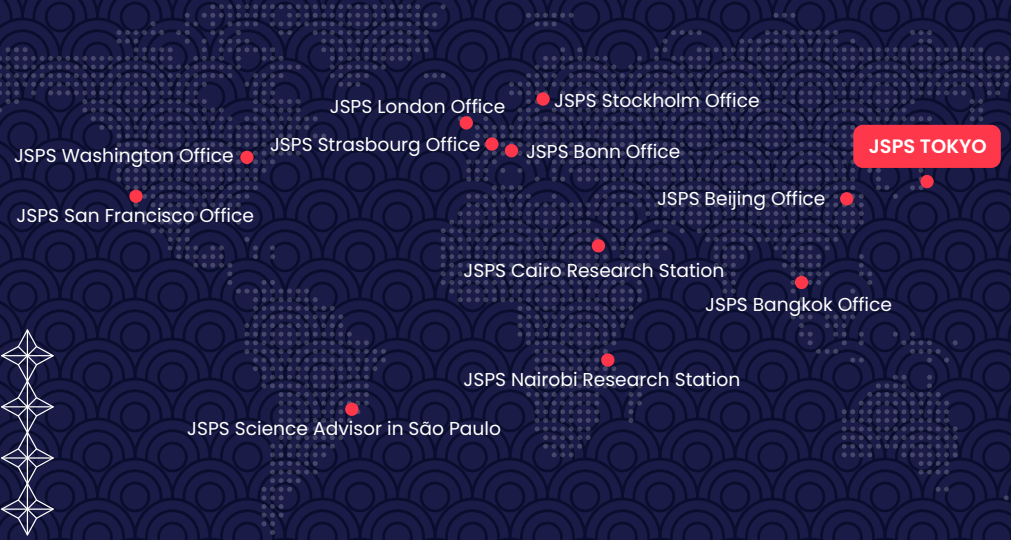 JSPS London Office
JSPS Stockholm Office
JSPS Strasbourg Office
JSPS Bonn Office
JSPS TOKYO
JSPS Washington Office
JSPS San Francisco Office
JSPS Beijing Office
JSPS Cairo Research Station
JSPS Bangkok Office
JSPS Nairobi Research Station
JSPS Science Advisor in São Paulo